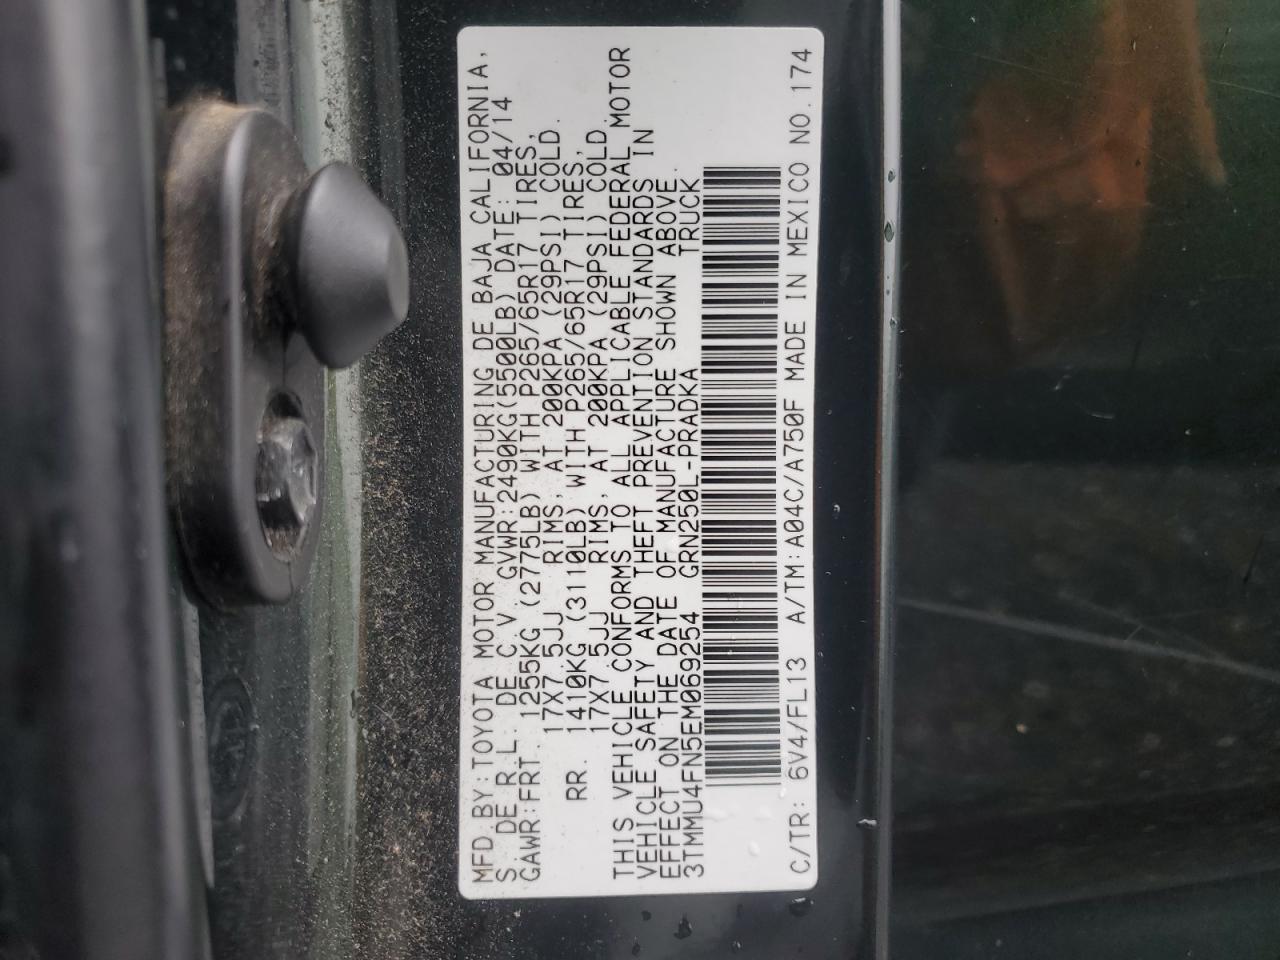 MFD.BY:TOYOTA MOTOR MANUFACTURING DE BAJA CALIFORNIA,
S. DE R.L. DE C.V. GVWR:2490KG(5500LB) DATE: 04/14
GAWR:FRT. 1255KG (2775LB) WITH P265/65R17 TIRES,
17X7.5JJ RIMS, AT 200KPA (29PSI) COLD.
RR. 1410KG (3110LB) WITH P265/65R17 TIRES,
17X7.5JJ RIMS, AT 200KPA (29PSI) COLD.
THIS VEHICLE CONFORMS TO ALL APPLICABLE FEDERAL MOTOR
VEHICLE SAFETY AND THEFT PREVENTION STANDARDS IN
EFFECT ON THE DATE OF MANUFACTURE SHOWN ABOVE.
3TMMU4FN5EM069254 GRN250L-PRADKA TRUCK
C/TR: 6V4/FL13 A/TM:A04C/A750F MADE IN MEXICO NO.174